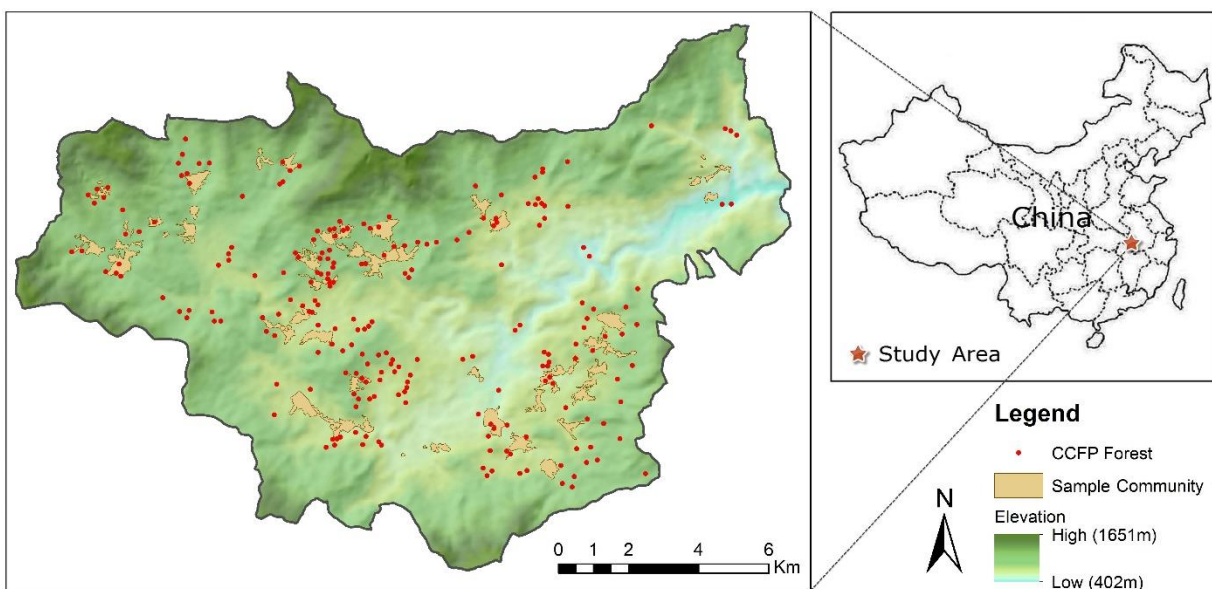 China
Study Area
Legend
CCFP Forest
Sample Community
Elevation
High (1651m)
Low (402m)
N
0 1 2 4 6
Km